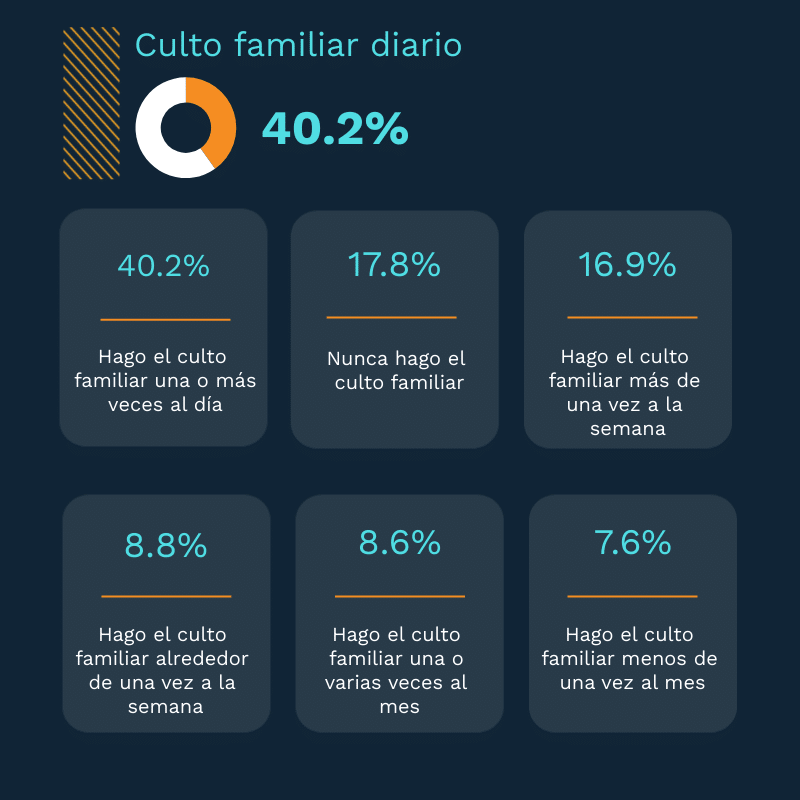 Culto familiar diario
40.2%
40.2%
Hago el culto
familiar una o más
veces al día
17.8%
Nunca hago el
culto familiar
16.9%
Hago el culto
familiar más de
una vez a la
semana
8.8%
Hago el culto
familiar alrededor
de una vez a la
semana
8.6%
Hago el culto
familiar una o
varias veces al
mes
7.6%
Hago el culto
familiar menos de
una vez al mes